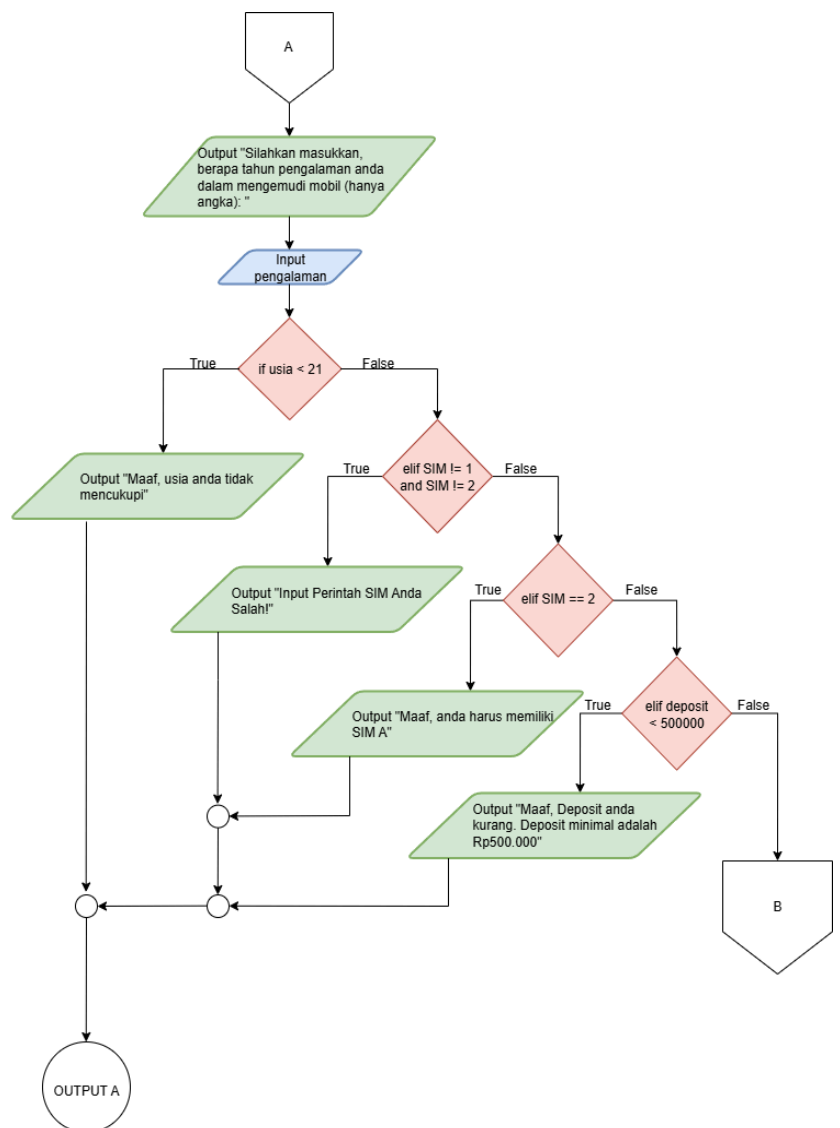 A
Output "Silahkan masukkan,
berapa tahun pengalaman anda
dalam mengemudi mobil (hanya
angka): "
Input
pengalaman
if usia < 21
True
False
Output "Maaf, usia anda tidak
mencukupi"
elif SIM != 1
and SIM != 2
True
False
Output "Input Perintah SIM Anda
Salah!"
elif SIM == 2
True
False
Output "Maaf, anda harus memiliki
SIM A"
elif deposit
< 500000
True
False
Output "Maaf, Deposit anda
kurang. Deposit minimal adalah
Rp500.000"
B
OUTPUT A